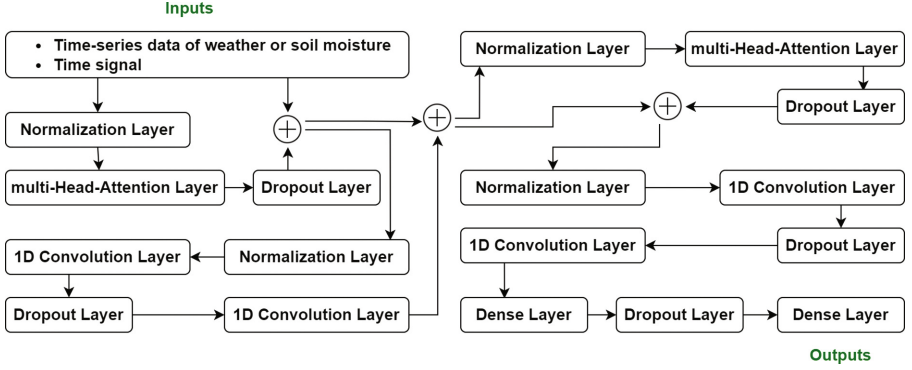 Inputs
• Time-series data of weather or soil moisture
• Time signal
Normalization Layer
multi-Head-Attention Layer
Dropout Layer
Normalization Layer
1D Convolution Layer
Dropout Layer
1D Convolution Layer
Normalization Layer
multi-Head-Attention Layer
Dropout Layer
Normalization Layer
1D Convolution Layer
Dropout Layer
1D Convolution Layer
Dense Layer
Dropout Layer
Dense Layer
Outputs